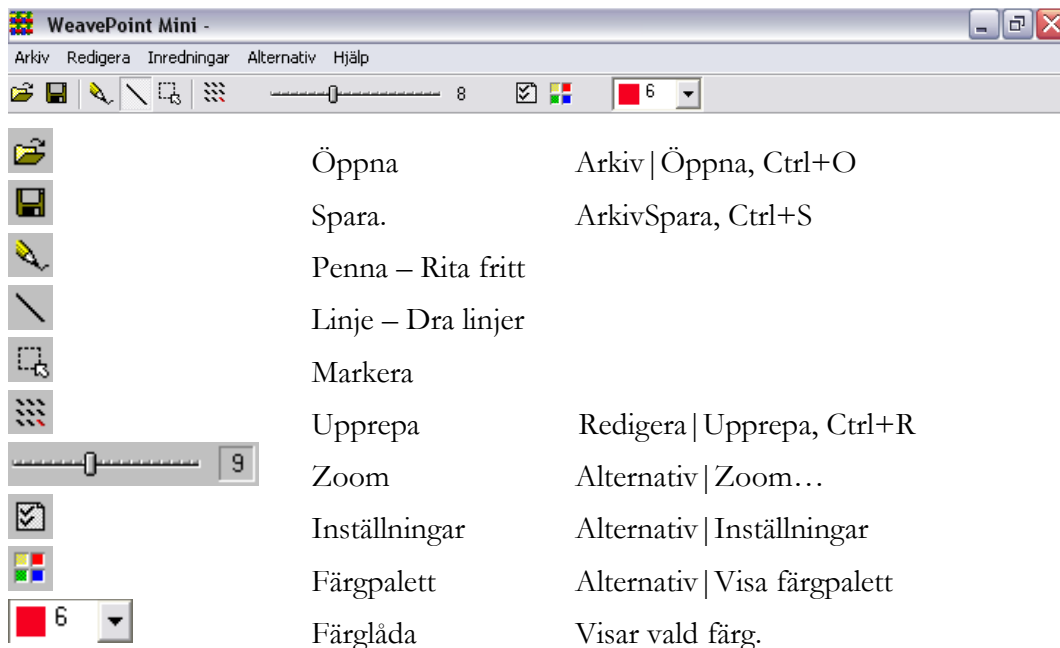 WeavePoint Mini -
Arkiv Redigera Inredningar Alternativ Hjälp
8 6
Öppna Arkiv|Öppna, Ctrl+O
Spara. ArkivSpara, Ctrl+S
Penna – Rita fritt
Linje – Dra linjer
Markera
Upprepa Redigera|Upprepa, Ctrl+R
9 Zoom Alternativ|Zoom…
Inställningar Alternativ|Inställningar
Färgpalett Alternativ|Visa färgpalett
6 Färglåda Visar vald färg.